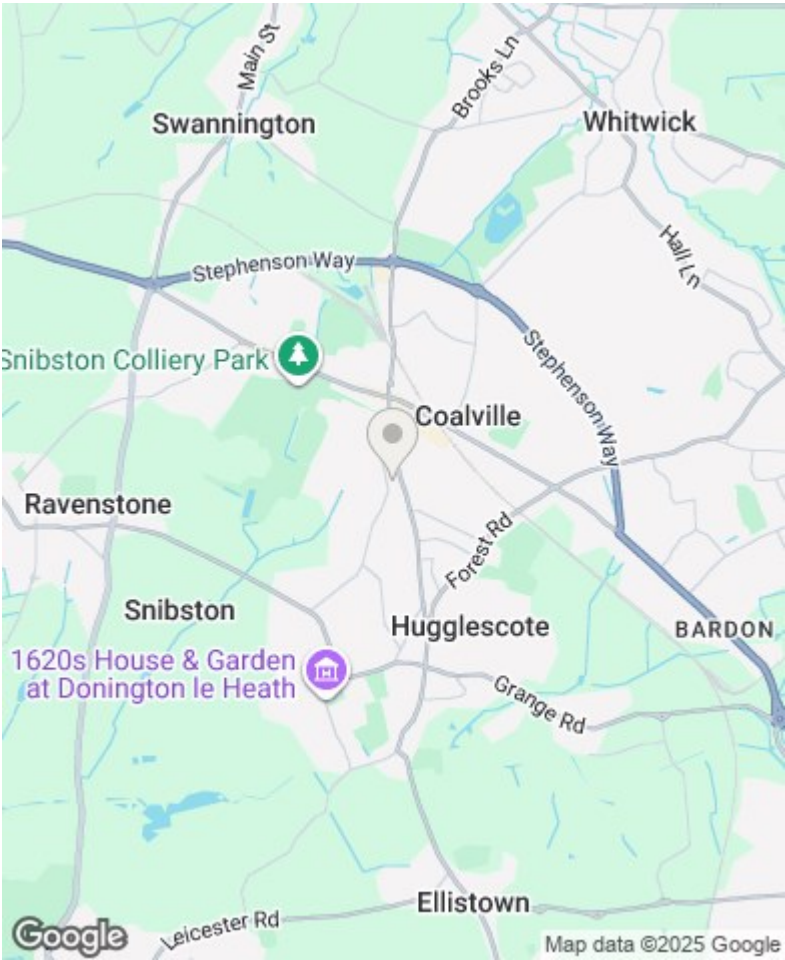 Main St
Brooks Ln
Swannington
Whitwick
Hall Ln
Stephenson Way
Stephenson Way
Snibston Colliery Park
Coalville
Ravenstone
Forest Rd
Snibston
Hugglescote
BARDON
1620s House & Garden
at Donington le Heath
Grange Rd
Ellistown
Leicester Rd
Google
Map data ©2025 Google